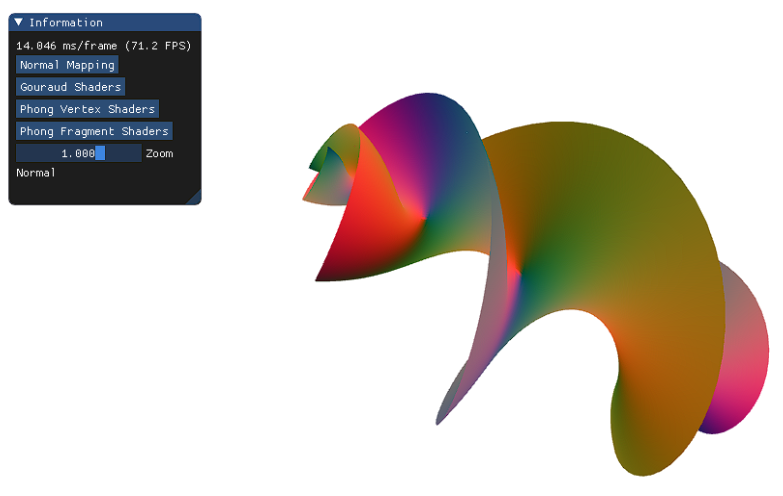 Information
14.046 ms/frame (71.2 FPS)
Normal Mapping
Gouraud Shaders
Phong Vertex Shaders
Phong Fragment Shaders
1.000 Zoom
Normal